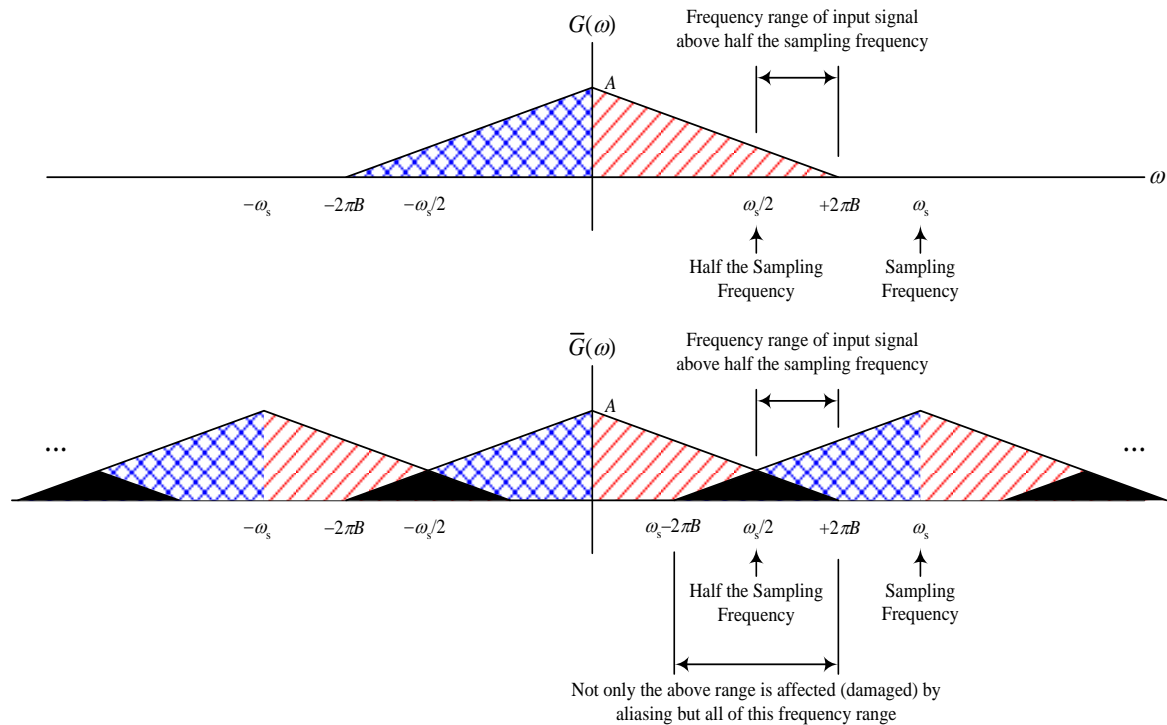 G(ω)
Frequency range of input signal
above half the sampling frequency
A
ω
−ωs
−2πB
−ωs/2
ωs/2
+2πB
ωs
Half the Sampling
Frequency
Sampling
Frequency
G̅(ω)
Frequency range of input signal
above half the sampling frequency
A
...
...
−ωs
−2πB
−ωs/2
ωs−2πB
ωs/2
+2πB
ωs
Half the Sampling
Frequency
Sampling
Frequency
Not only the above range is affected (damaged) by
aliasing but all of this frequency range